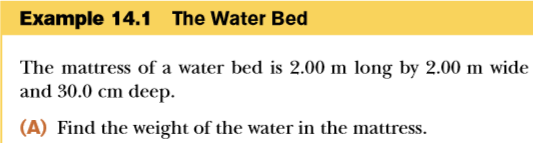 Example 14.1 The Water Bed
The mattress of a water bed is 2.00 m long by 2.00 m wide
and 30.0 cm deep.
(A) Find the weight of the water in the mattress.